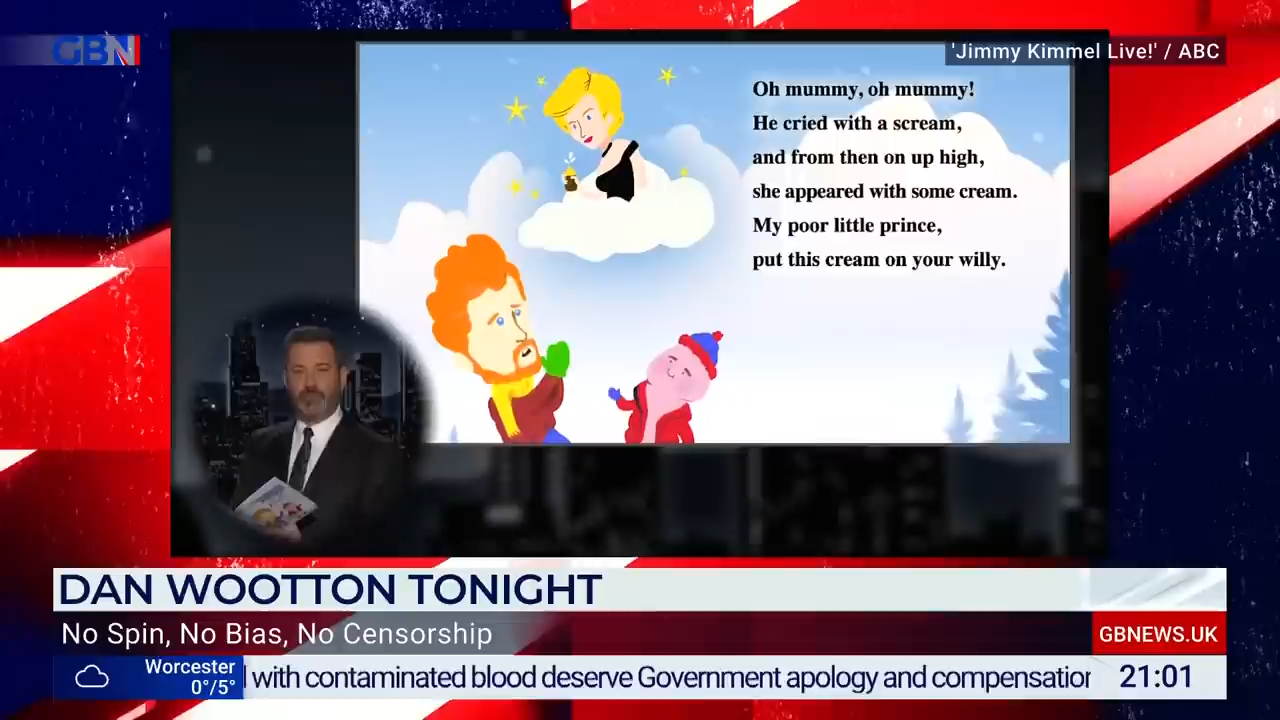 GBN
'Jimmy Kimmel Live!' / ABC
Oh mummy, oh mummy!
He cried with a scream,
and from then on up high,
she appeared with some cream.
My poor little prince,
put this cream on your willy.
DAN WOOTTON TONIGHT
No Spin, No Bias, No Censorship
GBNEWS.UK
Worcester
0°/5°
with contaminated blood deserve Government apology and compensation
21:01